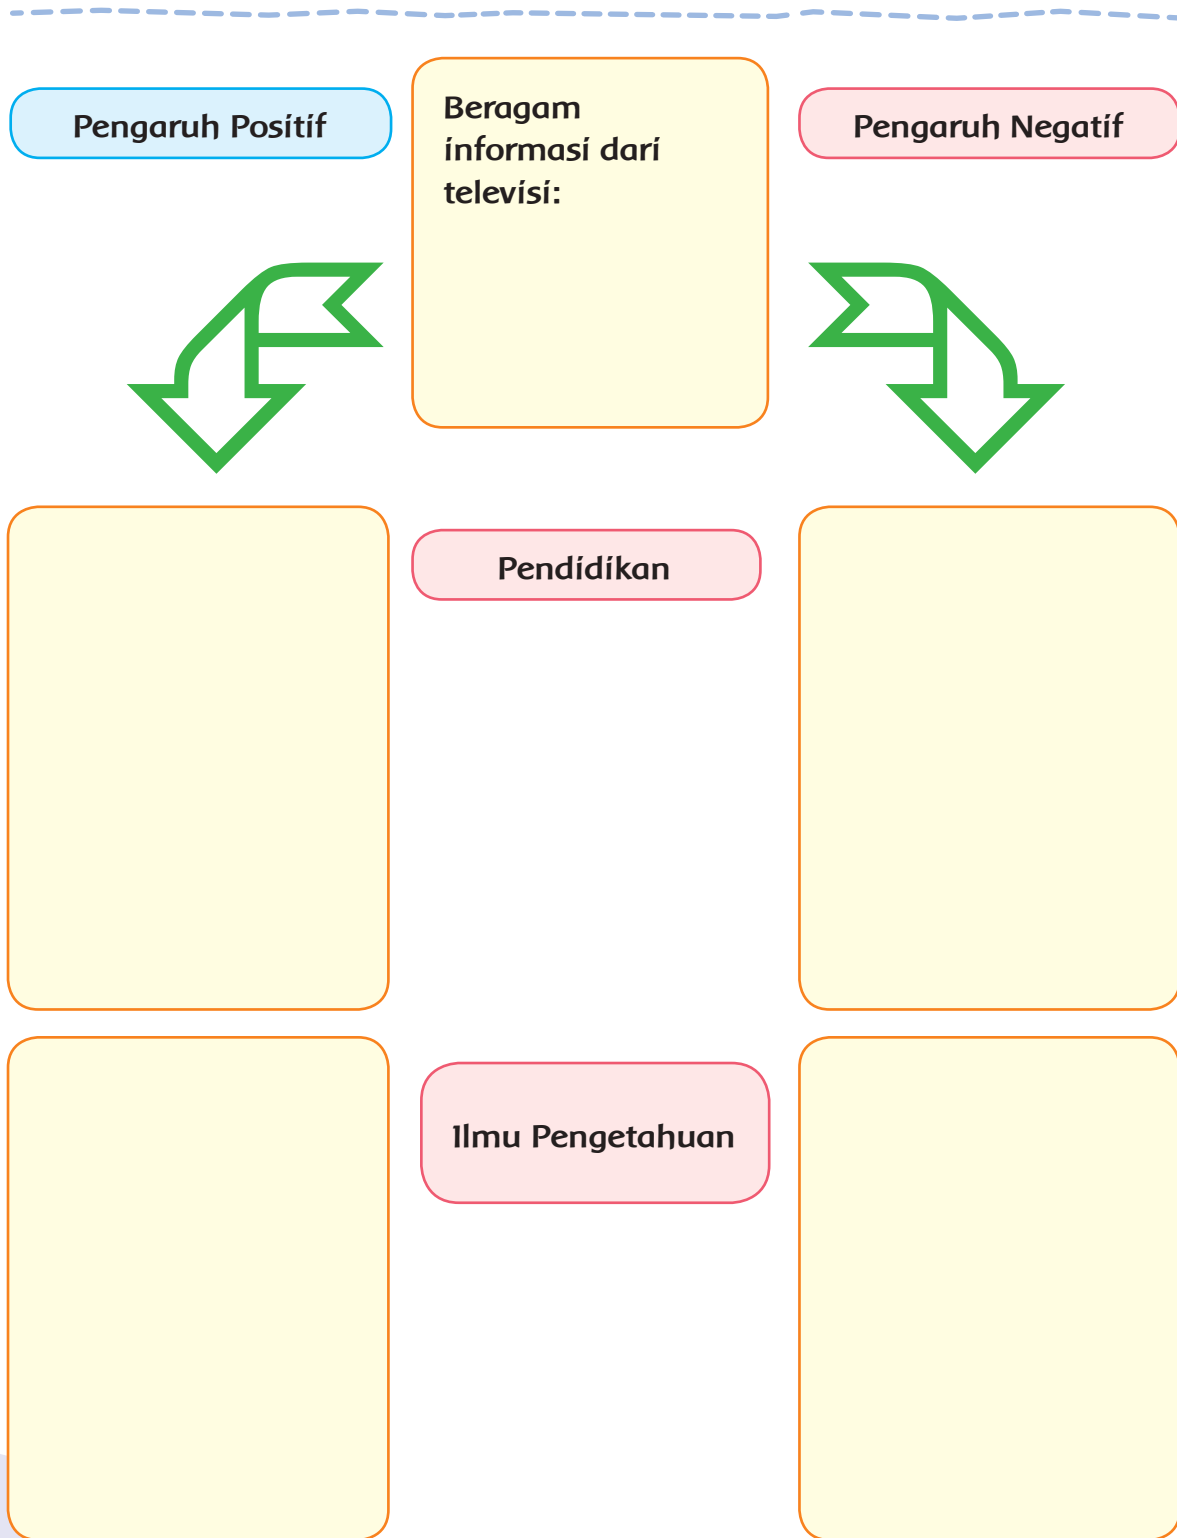 Pengaruh Positif
Beragam
informasi dari
televisi:
Pengaruh Negatif
Pendidikan
Ilmu Pengetahuan